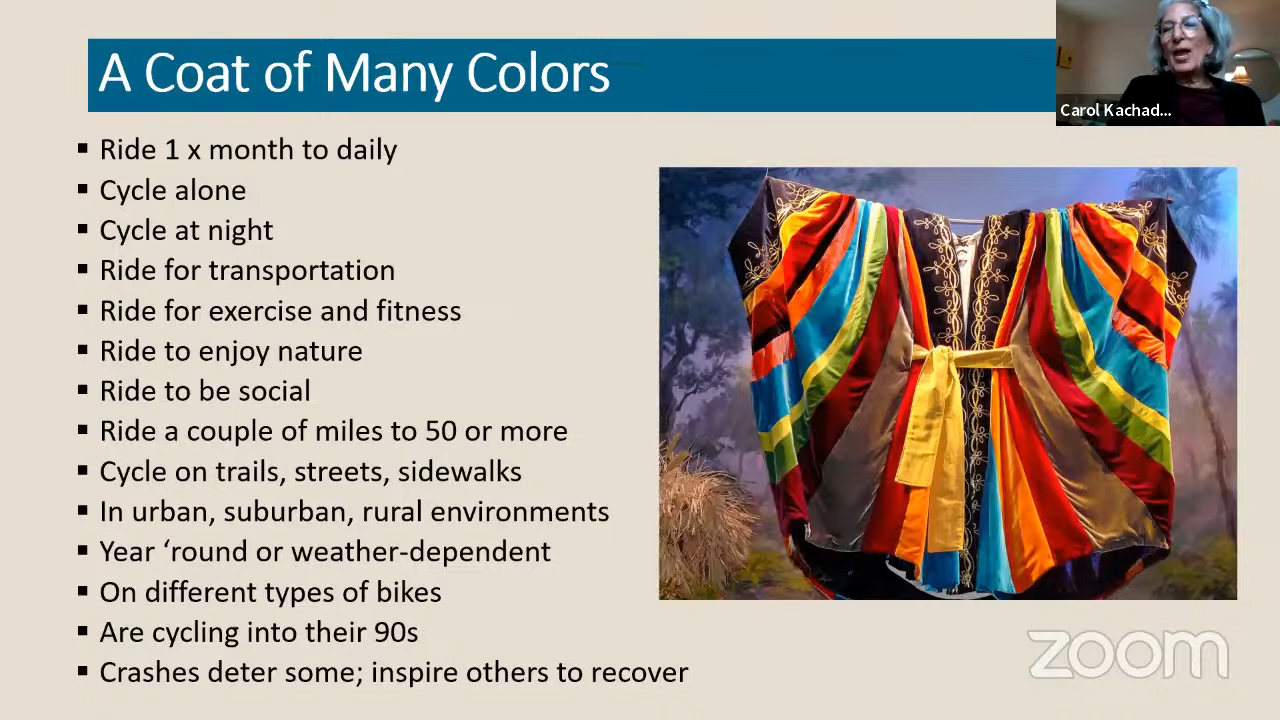 A Coat of Many Colors
Carol Kachad...
▪ Ride 1 x month to daily
▪ Cycle alone
▪ Cycle at night
▪ Ride for transportation
▪ Ride for exercise and fitness
▪ Ride to enjoy nature
▪ Ride to be social
▪ Ride a couple of miles to 50 or more
▪ Cycle on trails, streets, sidewalks
▪ In urban, suburban, rural environments
▪ Year ‘round or weather-dependent
▪ On different types of bikes
▪ Are cycling into their 90s
▪ Crashes deter some; inspire others to recover
zoom